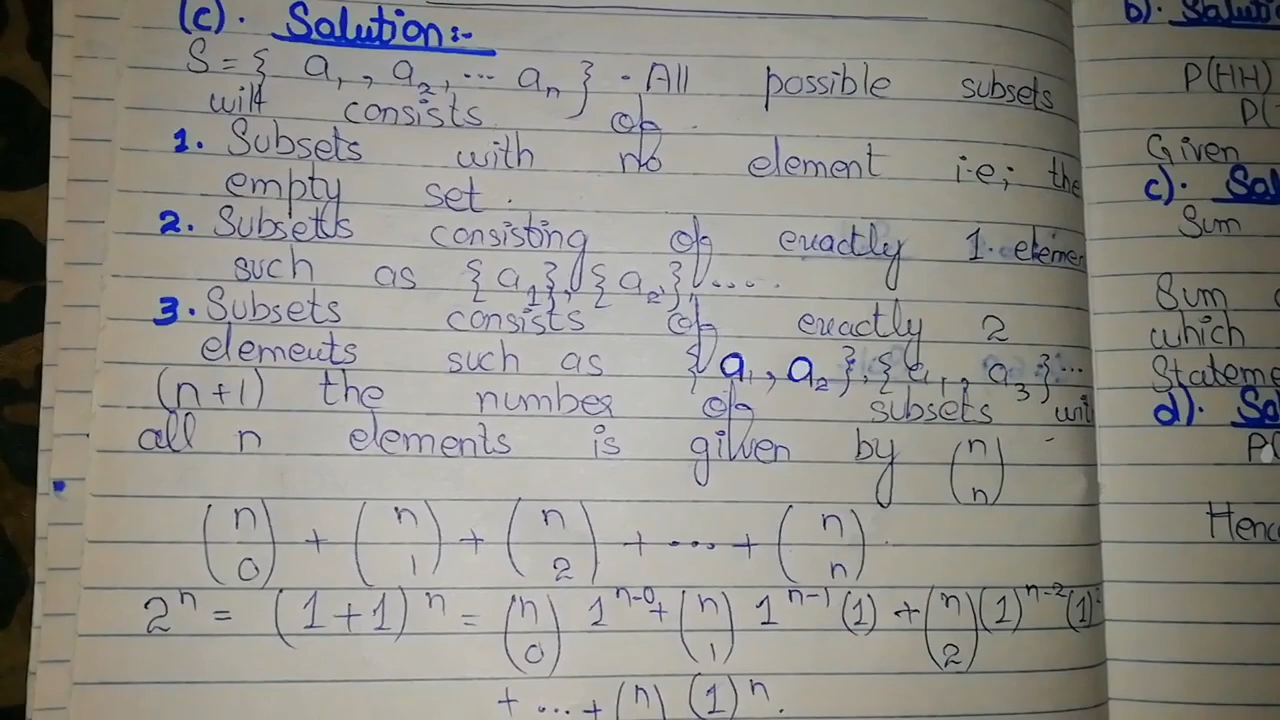 (c). Solution:-
S = { a₁, a₂, ... aₙ } . All possible subsets
will consists of
1. Subsets with no element i.e; the
empty set.
2. Subsets consisting of exactly 1. elemen
such as {a₁}, {a₂}, ....
3. Subsets consists of exactly 2
elements such as {a₁, a₂}, {a₁, a₃}...
(n+1) the number of subsets wit
all n elements is given by (n n)
(n 0) + (n 1) + (n 2) + ... + (n n).
2ⁿ = (1+1)ⁿ = (n 0) 1ⁿ⁻⁰ + (n 1) 1ⁿ⁻¹ (1) + (n 2) (1)ⁿ⁻² (1)
+ ... + (n) (1)ⁿ.
b). Soluti
P(HH)
P(
Given
c). Sol
Sum
Sum
which
Stateme
d). So
P(
Henc